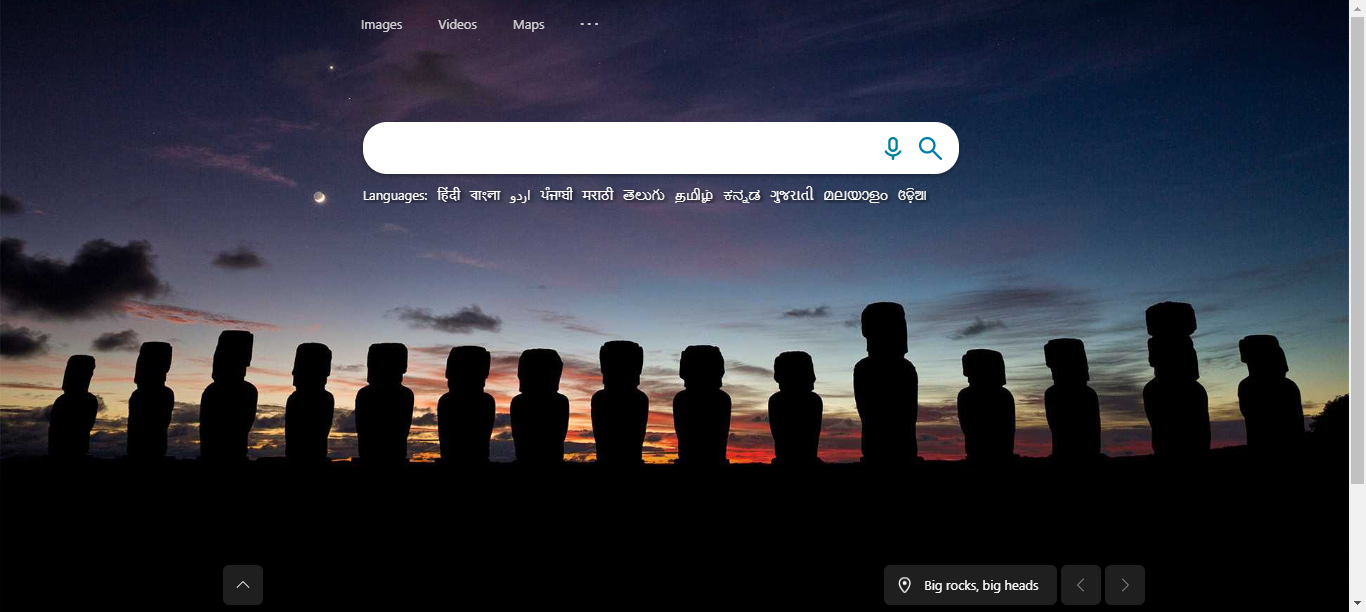 Images Videos Maps ...
Languages: हिंदी বাংলা اردو ਪੰਜਾਬੀ मराठी తెలుగు தமிழ் ಕನ್ನಡ ગુજરાતી മലയാളം ଓଡ଼ିଆ
Big rocks, big heads